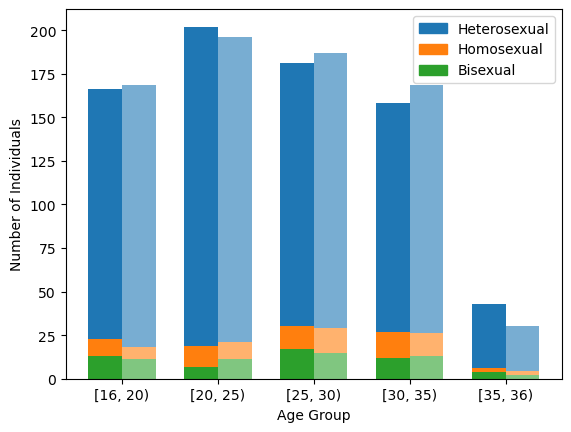 Heterosexual
Homosexual
Bisexual
200
175
150
125
100
75
50
25
0
Number of Individuals
[16, 20)
[20, 25)
[25, 30)
[30, 35)
[35, 36)
Age Group